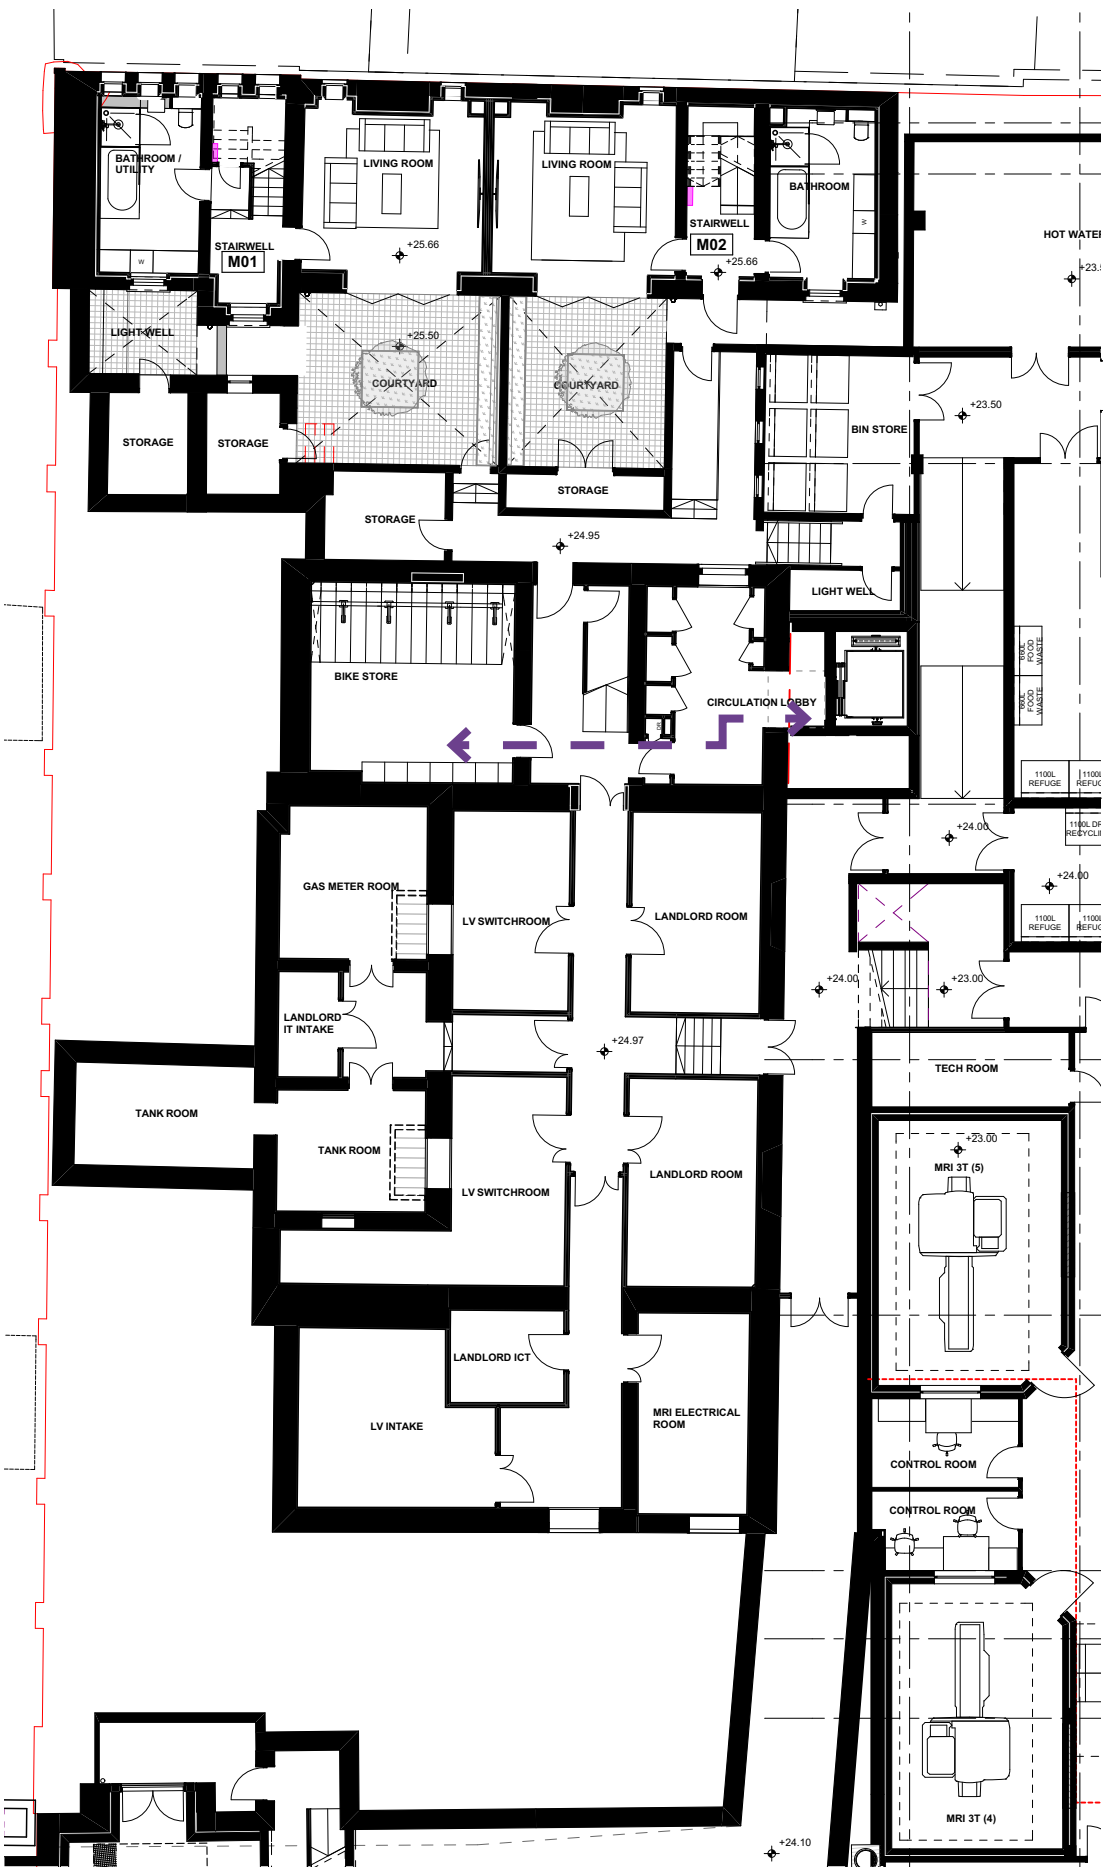 BATHROOM /
UTILITY
LIVING ROOM
LIVING ROOM
BATHROOM
STAIRWELL
M01
STAIRWELL
M02
W
W
+25.66
+25.66
HOT WATER
LIGHT WELL
+25.50
COURTYARD
COURTYARD
+23.50
BIN STORE
STORAGE
STORAGE
STORAGE
STORAGE
+24.95
LIGHT WELL
BIKE STORE
CIRCULATION LOBBY
660L
FOOD
WASTE
660L
FOOD
WASTE
1100L
REFUGE
+24.00
+24.00
1100L
REFUGE
GAS METER ROOM
LV SWITCHROOM
LANDLORD ROOM
+24.00
+23.00
LANDLORD
IT INTAKE
+24.97
TECH ROOM
TANK ROOM
TANK ROOM
LV SWITCHROOM
LANDLORD ROOM
+23.00
MRI 3T (5)
LANDLORD ICT
LV INTAKE
MRI ELECTRICAL
ROOM
CONTROL ROOM
CONTROL ROOM
MRI 3T (4)
+24.10